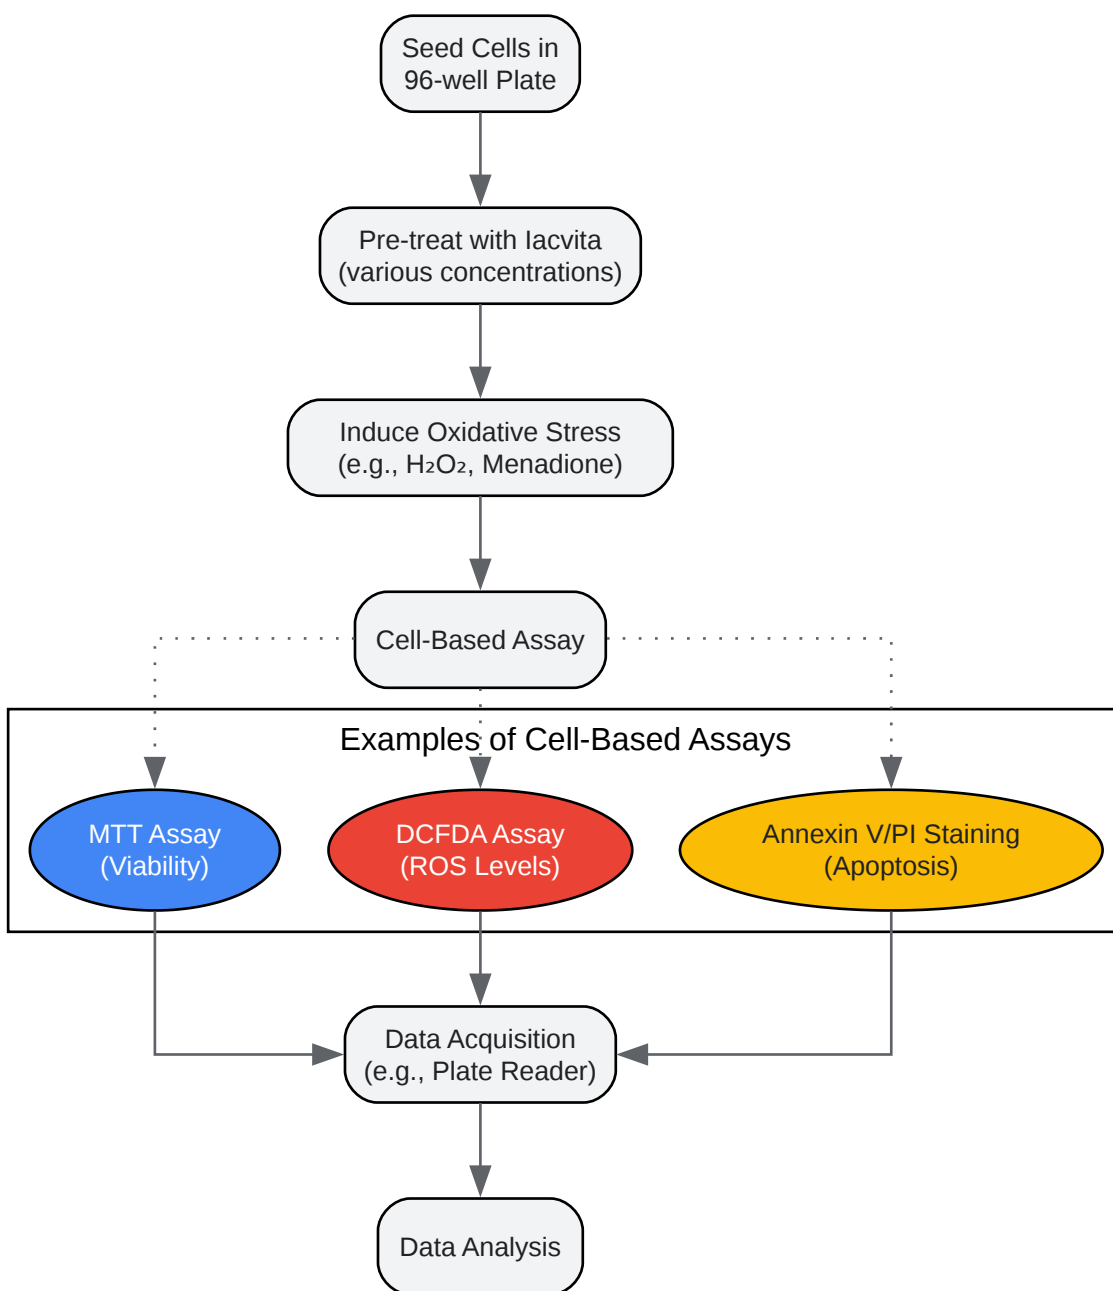 Seed Cells in
96-well Plate
Pre-treat with Iacvita
(various concentrations)
Induce Oxidative Stress
(e.g., H₂O₂, Menadione)
Cell-Based Assay
Examples of Cell-Based Assays
MTT Assay
(Viability)
DCFDA Assay
(ROS Levels)
Annexin V/PI Staining
(Apoptosis)
Data Acquisition
(e.g., Plate Reader)
Data Analysis